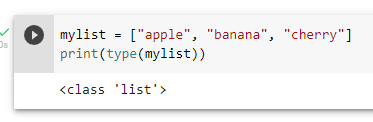 mylist = ["apple", "banana", "cherry"]
print(type(mylist))
<class 'list'>